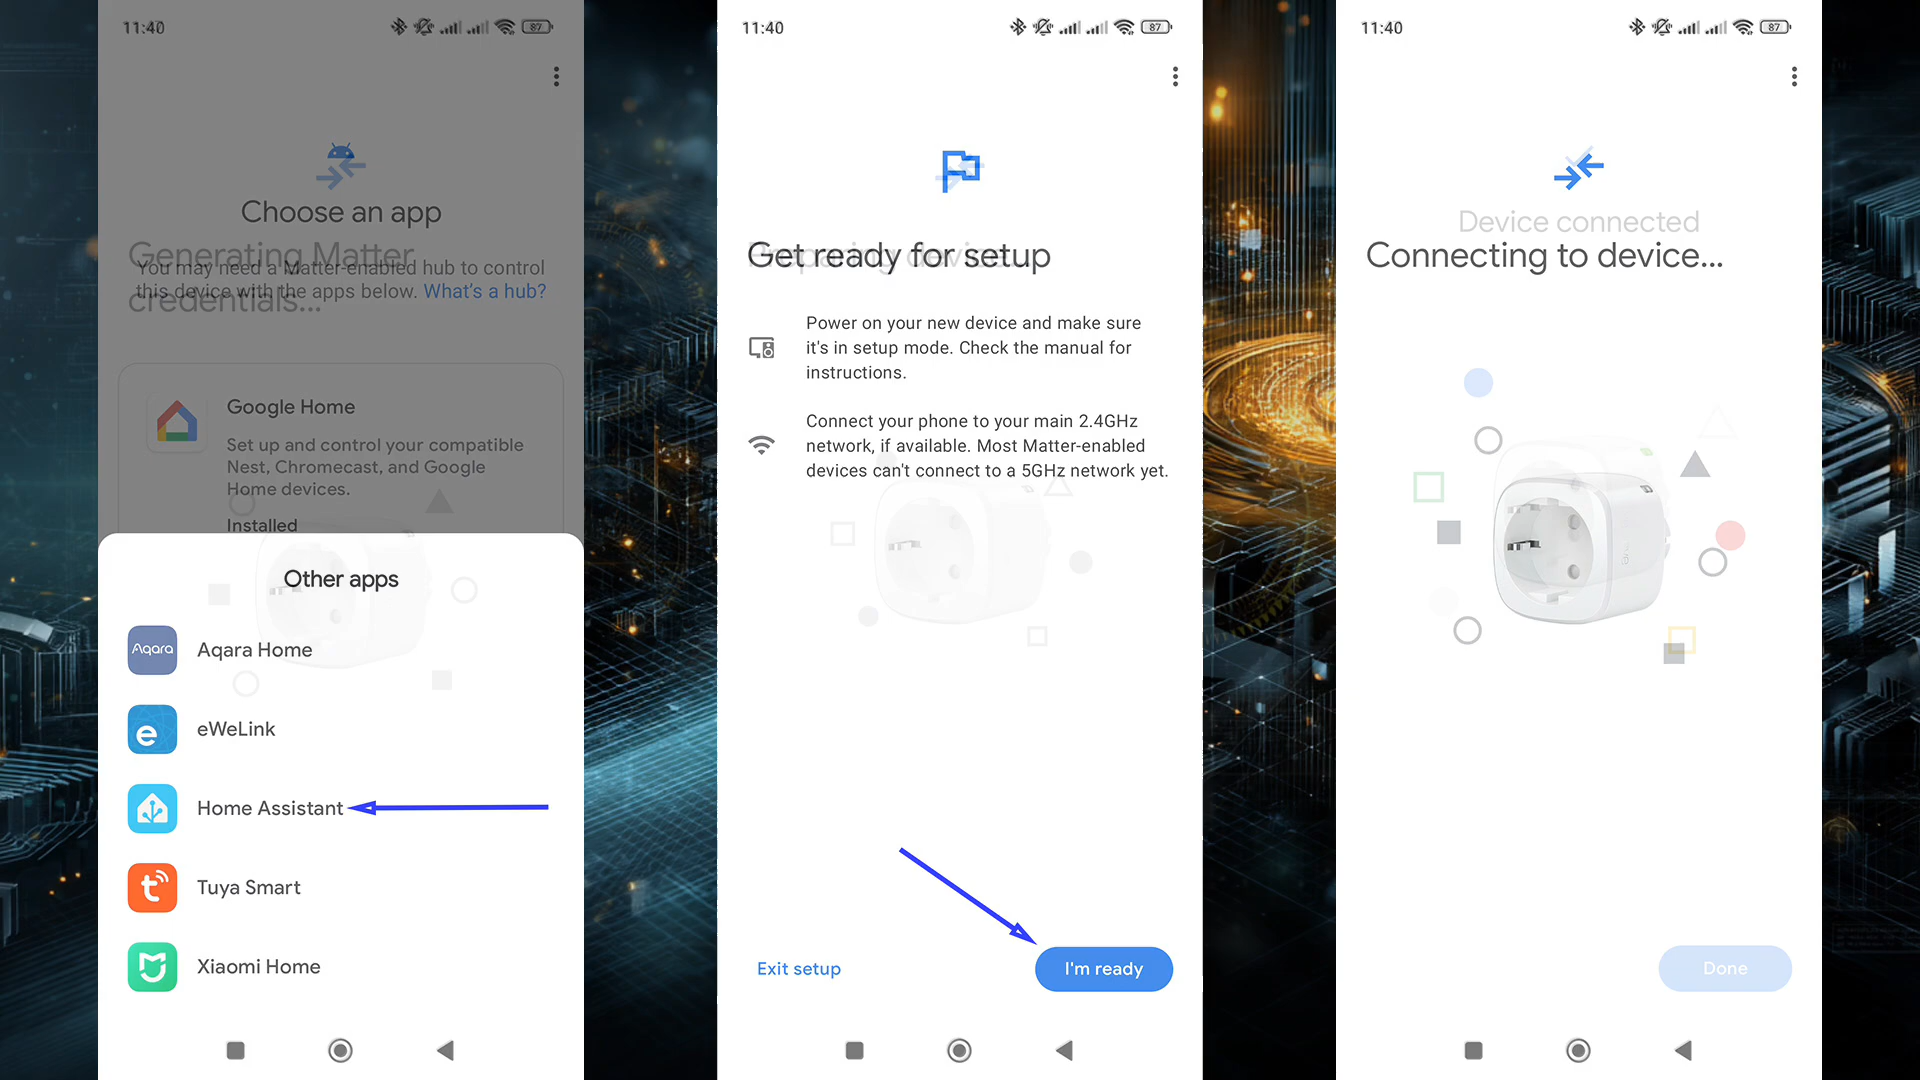 11:40
87
Choose an app
Generating Matter
credentials...
You may need a Matter-enabled hub to control
this device with the apps below. What's a hub?
Google Home
Set up and control your compatible
Nest, Chromecast, and Google
Home devices.
Installed
Other apps
Aqara
Aqara Home
eWeLink
Home Assistant
Tuya Smart
Xiaomi Home
11:40
87
Get ready for setup
Preparing device...
Power on your new device and make sure
it's in setup mode. Check the manual for
instructions.
Connect your phone to your main 2.4GHz
network, if available. Most Matter-enabled
devices can't connect to a 5GHz network yet.
Exit setup
I'm ready
11:40
87
Device connected
Connecting to device...
Done